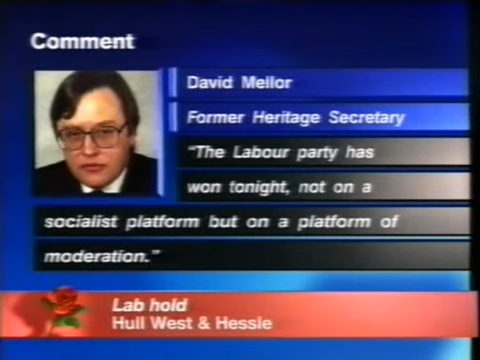 Comment
David Mellor
Former Heritage Secretary
"The Labour party has
won tonight, not on a
socialist platform but on a platform of
moderation."
Lab hold
Hull West & Hessle